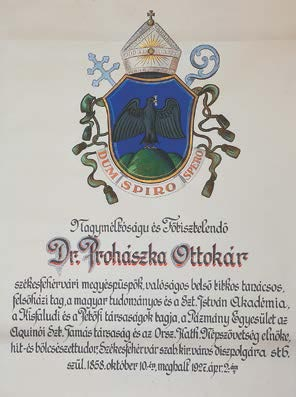 DUM SPIRO SPERO
Nagyméltóságu és Főtisztelendő
Dr. Prohászka Ottokár
székesfehérvári megyéspüspök, valóságos belső titkos tanácsos,
felsőházi tag, a magyar tudományos és a Szt. István Akadémia,
a Kisfaludi és a Petőfi társaságok tagja, a Pázmány Egyesület az
Aquinói Szt. Tamás társaság és az Orsz. Kath. Népszövetség elnöke,
hit- és bölcsészettudor, Székesfehérvár szab. kir. város diszpolgára stb.
szül. 1858. október 10-én, meghalt 1927. ápr. 2-án.